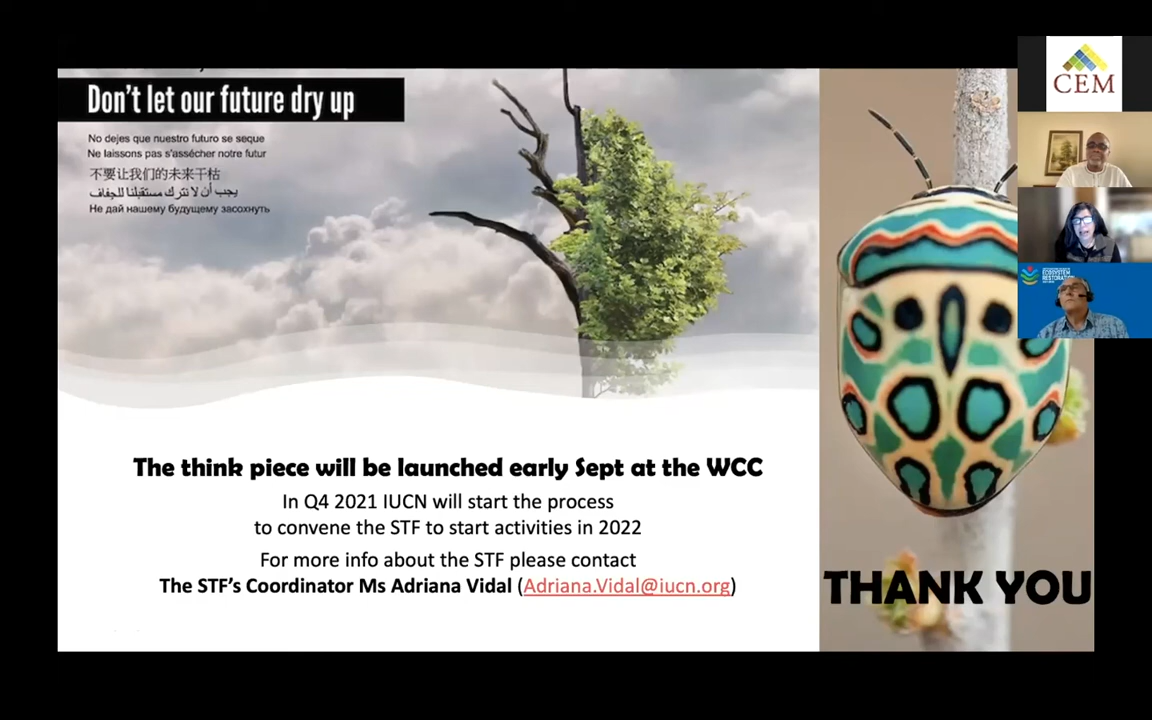 Don't let our future dry up
No dejes que nuestro futuro se seque
Ne laissons pas s'assécher notre futur
不要让我们的未来干枯
يجب أن لا نترك مستقبلنا للجفاف
Не дай нашему будущему засохнуть
The think piece will be launched early Sept at the WCC
In Q4 2021 IUCN will start the process
to convene the STF to start activities in 2022
For more info about the STF please contact
The STF's Coordinator Ms Adriana Vidal (Adriana.Vidal@iucn.org)
THANK YOU
CEM
ECOSYSTEM